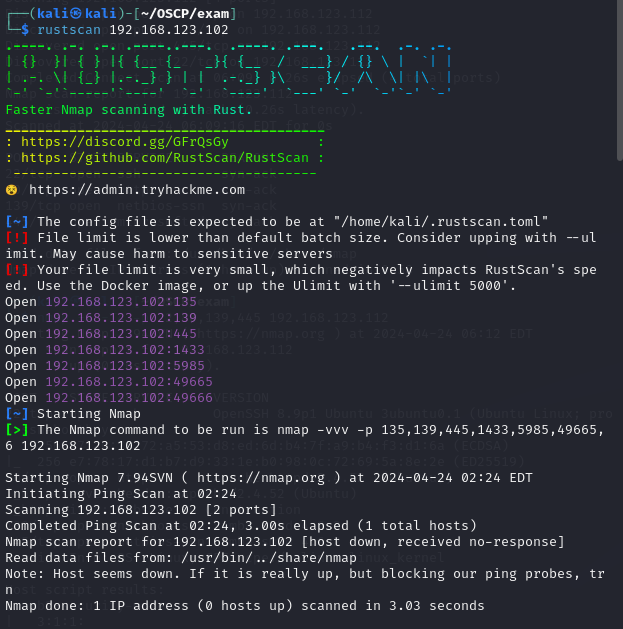 ┌──(kali㉿kali)-[~/OSCP/exam]
└─$ rustscan 192.168.123.102
.----. .-. .-. .----..---.  .----. .---.   .--.  .-. .-.
| {}  }| { } |{ {__ {_   _}{ {__  /  ___} / {} \ |  `| |
| .-. \| {_} |.-._} } | |  .-._} }\     }/  /\  \| |\  |
`-' `-'`-----'`----'  `-'  `----'  `---' `-'  `-'`-' `-'
Faster Nmap scanning with Rust.
________________________________________
: https://discord.gg/GFrQsGy           :
: https://github.com/RustScan/RustScan :
 --------------------------------------
😵 https://admin.tryhackme.com
[~] The config file is expected to be at "/home/kali/.rustscan.toml"
[!] File limit is lower than default batch size. Consider upping with --ul
imit. May cause harm to sensitive servers
[!] Your file limit is very small, which negatively impacts RustScan's spe
ed. Use the Docker image, or up the Ulimit with '--ulimit 5000'.
Open 192.168.123.102:135
Open 192.168.123.102:139
Open 192.168.123.102:445
Open 192.168.123.102:1433
Open 192.168.123.102:5985
Open 192.168.123.102:49665
Open 192.168.123.102:49666
[~] Starting Nmap
[>] The Nmap command to be run is nmap -vvv -p 135,139,445,1433,5985,49665,
6 192.168.123.102
Starting Nmap 7.94SVN ( https://nmap.org ) at 2024-04-24 02:24 EDT
Initiating Ping Scan at 02:24
Scanning 192.168.123.102 [2 ports]
Completed Ping Scan at 02:24, 3.00s elapsed (1 total hosts)
Nmap scan report for 192.168.123.102 [host down, received no-response]
Read data files from: /usr/bin/../share/nmap
Note: Host seems down. If it is really up, but blocking our ping probes, tr
n
Nmap done: 1 IP address (0 hosts up) scanned in 3.03 seconds